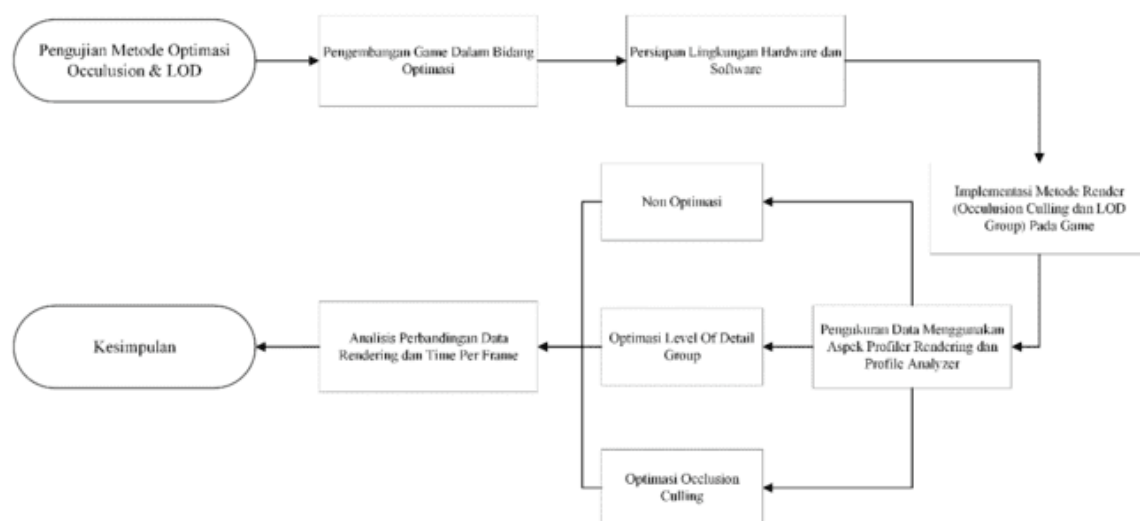 Pengujian Metode Optimasi
Occulusion & LOD
Pengembangan Game Dalam Bidang
Optimasi
Persiapan Lingkungan Hardware dan
Software
Implementasi Metode Render
(Occulusion Culling dan LOD
Group) Pada Game
Pengukuran Data Menggunakan
Aspek Profiler Rendering dan
Profile Analyzer
Non Optimasi
Optimasi Level Of Detail
Group
Optimasi Occlusion
Culling
Analisis Perbandingan Data
Rendering dan Time Per Frame
Kesimpulan